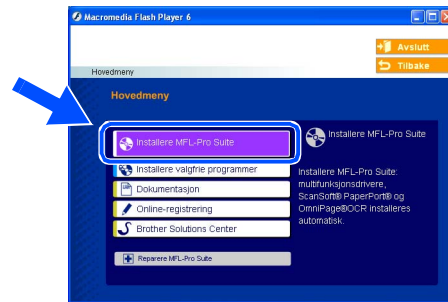 Macromedia Flash Player 6
Avslutt
Tilbake
Hovedmeny
Hovedmeny
Installere MFL-Pro Suite
Installere valgfrie programmer
Dokumentasjon
Online-registrering
Brother Solutions Center
Reparere MFL-Pro Suite
Installere MFL-Pro Suite
Installere MFL-Pro Suite:
multifunksjonsdrivere,
ScanSoft® PaperPort® og
OmniPage®OCR installeres
automatisk.